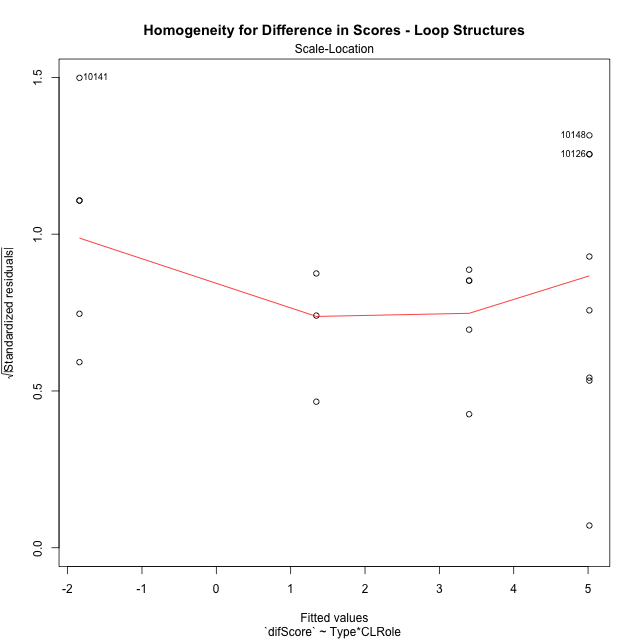 Homogeneity for Difference in Scores - Loop Structures
Scale-Location
1.5
1.0
0.5
0.0
√|Standardized residuals|
10141
10148
10126
-2 -1 0 1 2 3 4 5
Fitted values
`difScore` ~ Type*CLRole